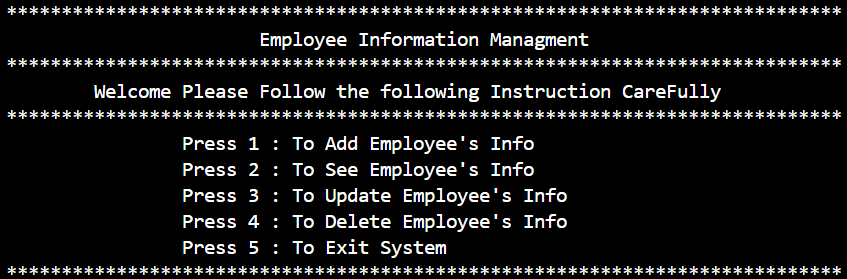 ****************************************************************************
Employee Information Managment
****************************************************************************
Welcome Please Follow the following Instruction CareFully
****************************************************************************
Press 1 : To Add Employee's Info
Press 2 : To See Employee's Info
Press 3 : To Update Employee's Info
Press 4 : To Delete Employee's Info
Press 5 : To Exit System
****************************************************************************